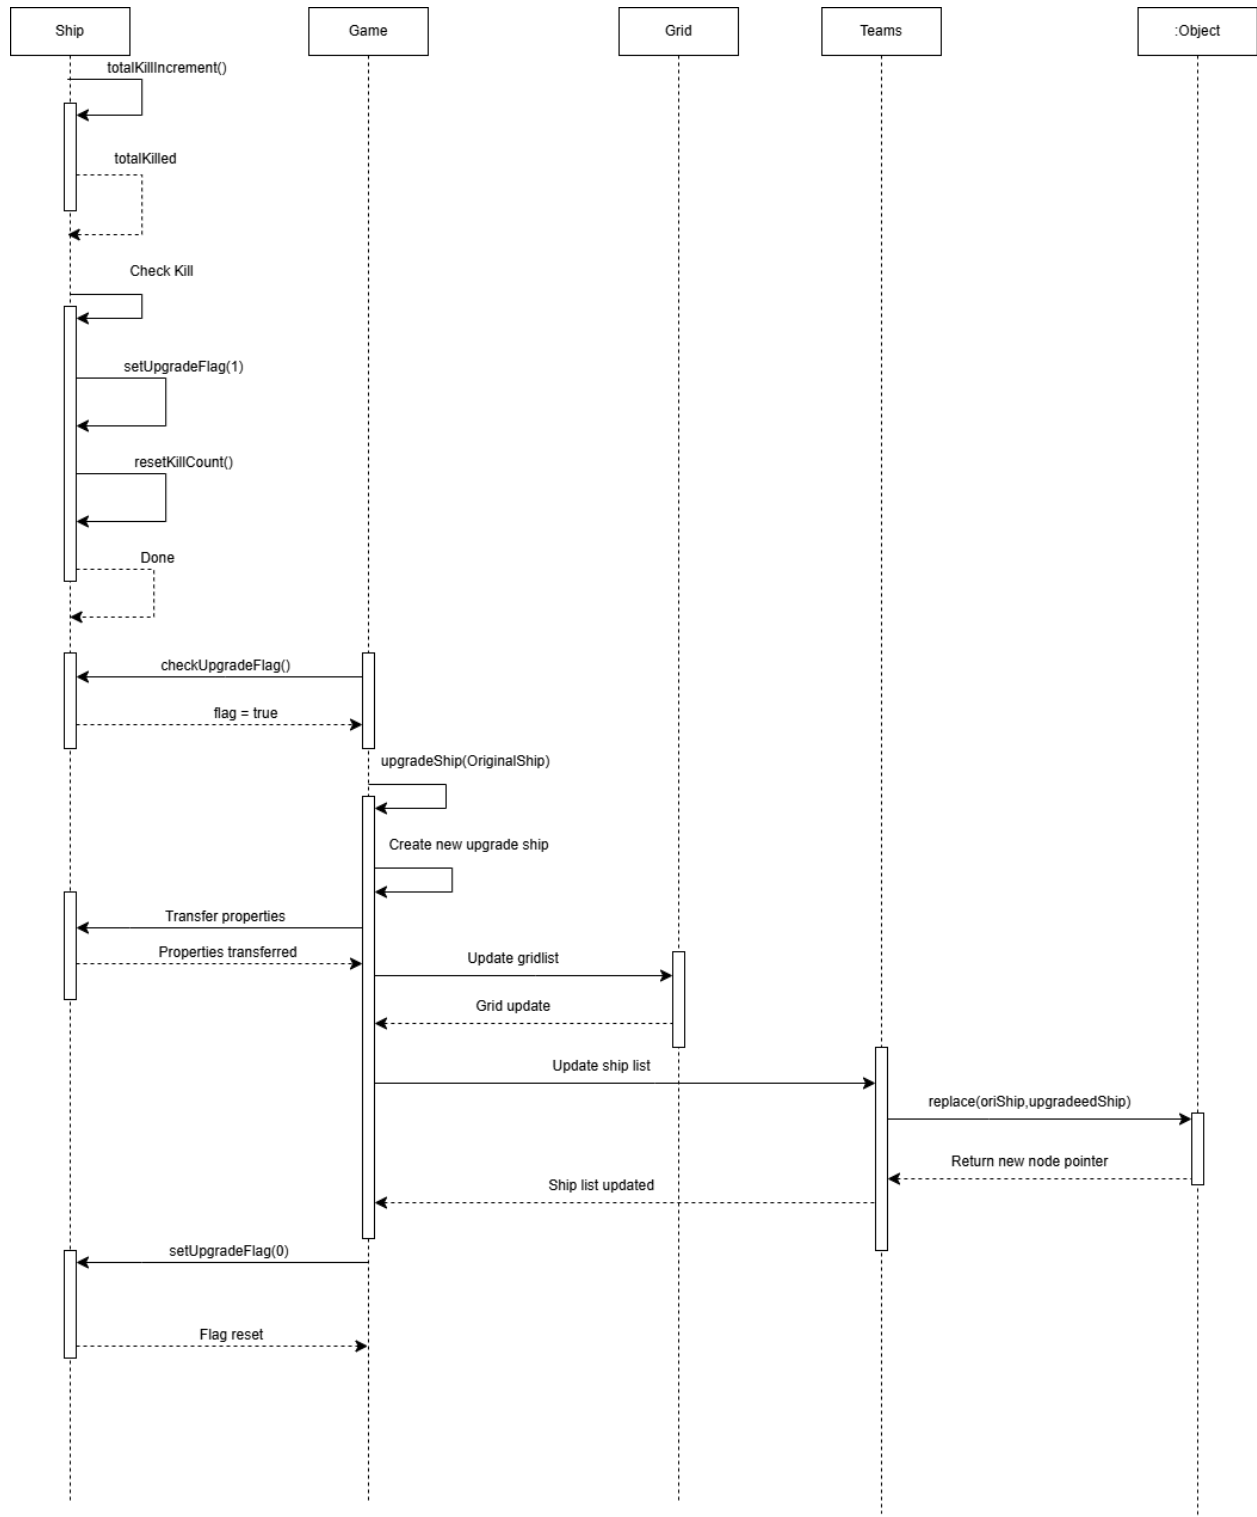 Ship
Game
Grid
Teams
:Object
totalKillIncrement()
totalKilled
Check Kill
setUpgradeFlag(1)
resetKillCount()
Done
checkUpgradeFlag()
flag = true
upgradeShip(OriginalShip)
Create new upgrade ship
Transfer properties
Properties transferred
Update gridlist
Grid update
Update ship list
replace(oriShip,upgradeedShip)
Return new node pointer
Ship list updated
setUpgradeFlag(0)
Flag reset